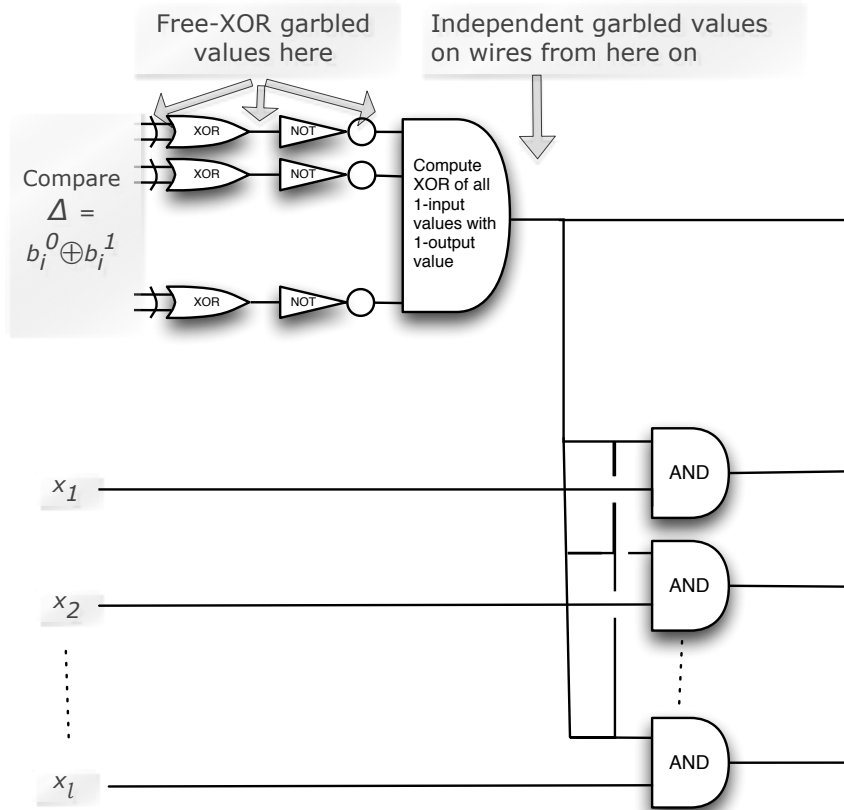 Free-XOR garbled
values here
Independent garbled values
on wires from here on
Compare
Δ =
b_i^0⊕b_i^1
XOR
NOT
XOR
NOT
XOR
NOT
Compute
XOR of all
1-input
values with
1-output
value
x_1
AND
x_2
AND
x_l
AND